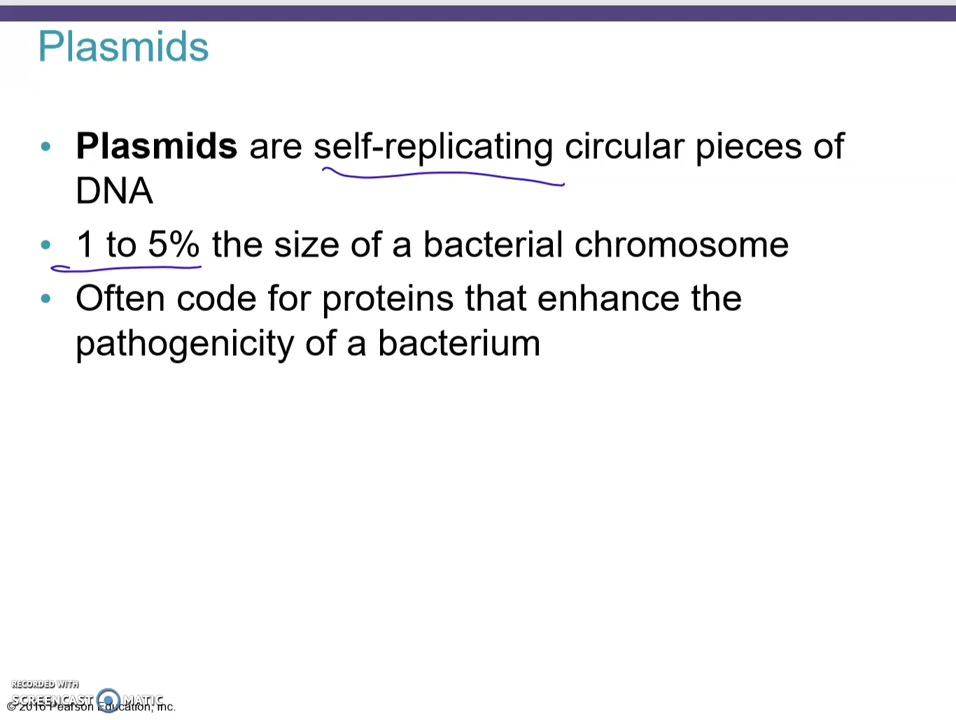 Plasmids
• Plasmids are self-replicating circular pieces of
DNA
• 1 to 5% the size of a bacterial chromosome
• Often code for proteins that enhance the
pathogenicity of a bacterium
RECORDED WITH
SCREENCAST MATIC
© 2016 Pearson Education, Inc.